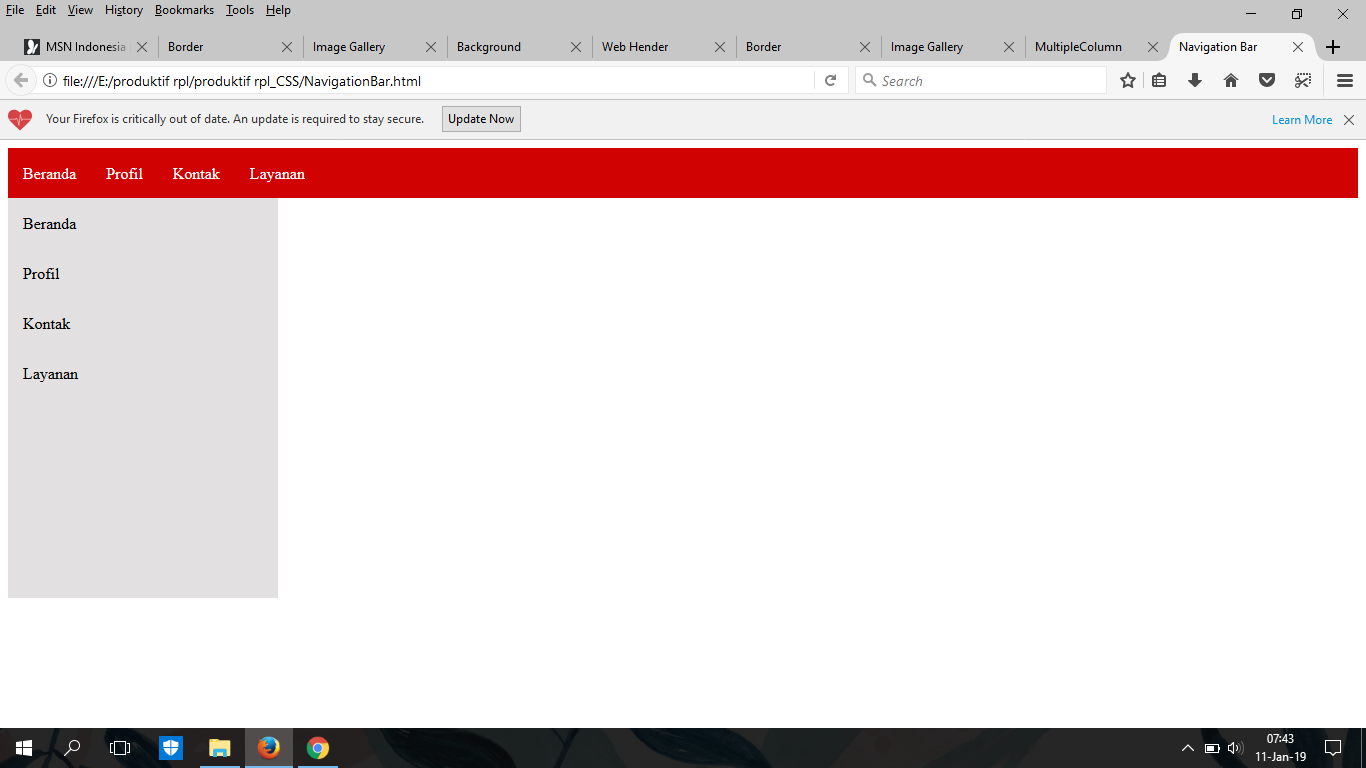 File Edit View History Bookmarks Tools Help
MSN Indonesia Border Image Gallery Background Web Hender Border Image Gallery MultipleColumn Navigation Bar
file:///E:/produktif rpl/produktif rpl_CSS/NavigationBar.html Search
Your Firefox is critically out of date. An update is required to stay secure. Update Now Learn More
Beranda Profil Kontak Layanan
Beranda
Profil
Kontak
Layanan
07:43
11-Jan-19